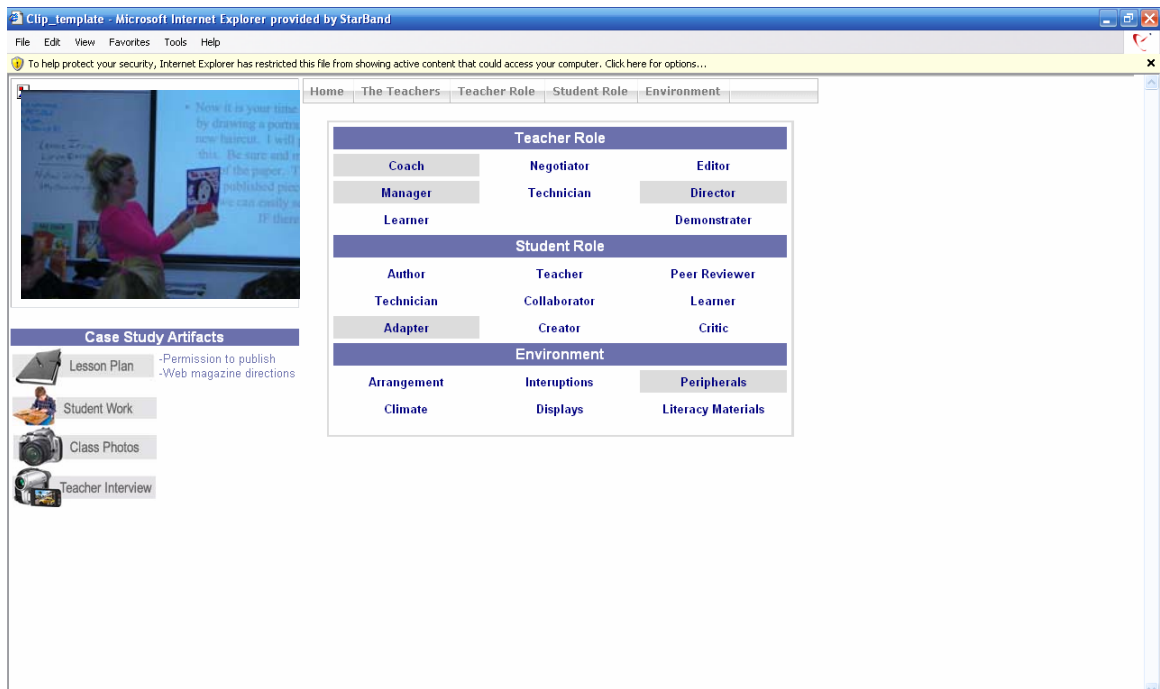 Clip_template - Microsoft Internet Explorer provided by StarBand
File Edit View Favorites Tools Help
To help protect your security, Internet Explorer has restricted this file from showing active content that could access your computer. Click here for options...
Home The Teachers Teacher Role Student Role Environment
• Now it is your time
by drawing a portra
new haircut. I will
this. Be sure and
of the paper. T
published piec
we can easily
IF there
Teacher Role
Coach Negotiator Editor
Manager Technician Director
Learner Demonstrater
Student Role
Author Teacher Peer Reviewer
Technician Collaborator Learner
Adapter Creator Critic
Environment
Arrangement Interuptions Peripherals
Climate Displays Literacy Materials
Case Study Artifacts
Lesson Plan
-Permission to publish
-Web magazine directions
Student Work
Class Photos
Teacher Interview